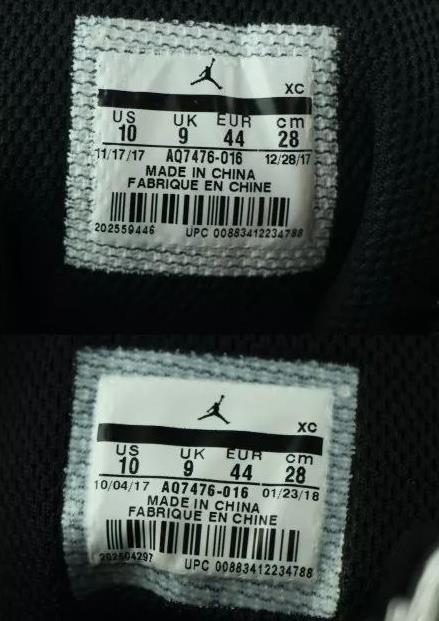 XC
US UK EUR cm
10 9 44 28
11/17/17 AQ7476-016 12/28/17
MADE IN CHINA
FABRIQUE EN CHINE
202559446 UPC 00883412234788
XC
US UK EUR cm
10 9 44 28
10/04/17 AQ7476-016 01/23/18
MADE IN CHINA
FABRIQUE EN CHINE
202504297 UPC 00883412234788